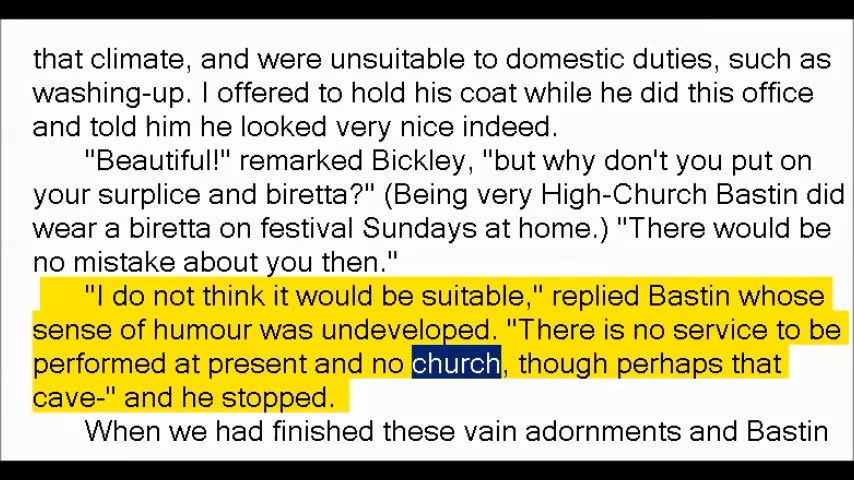 that climate, and were unsuitable to domestic duties, such as
washing-up. I offered to hold his coat while he did this office
and told him he looked very nice indeed.
"Beautiful!" remarked Bickley, "but why don't you put on
your surplice and biretta?" (Being very High-Church Bastin did
wear a biretta on festival Sundays at home.) "There would be
no mistake about you then."
"I do not think it would be suitable," replied Bastin whose
sense of humour was undeveloped. "There is no service to be
performed at present and no church, though perhaps that
cave-" and he stopped.
When we had finished these vain adornments and Bastin